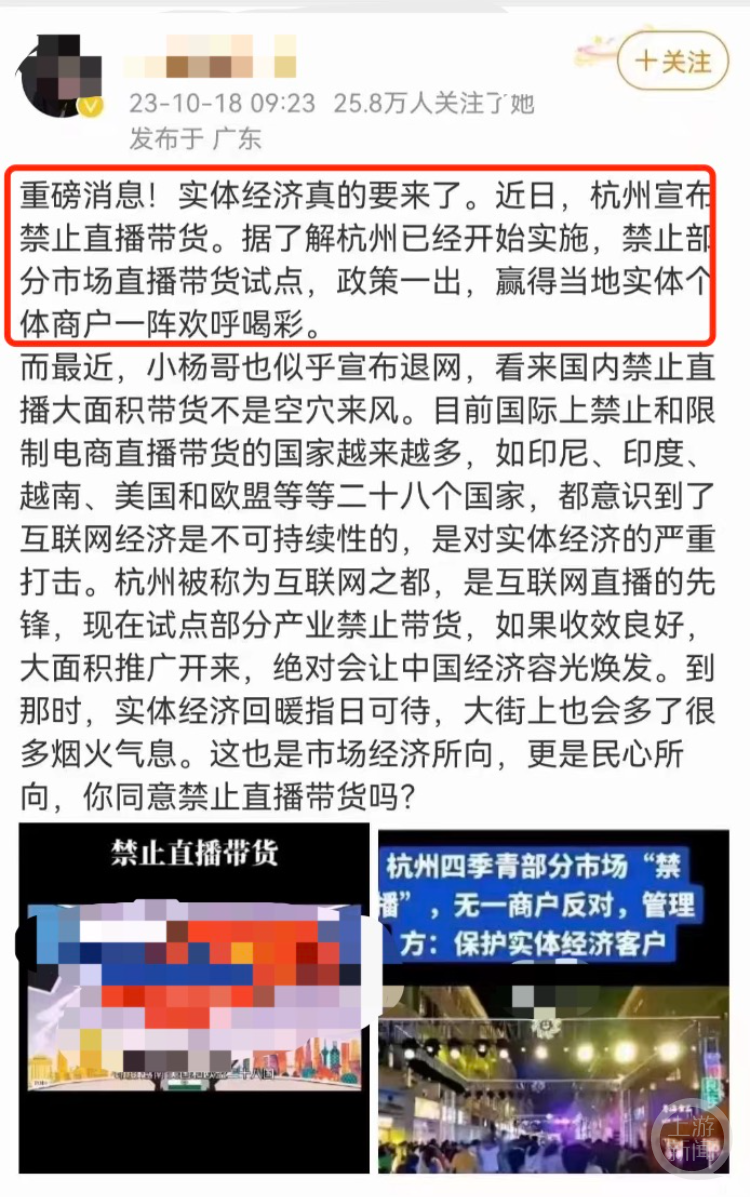 +关注
23-10-18 09:23 25.8万人关注了她
发布于 广东
重磅消息！实体经济真的要来了。近日，杭州宣布
禁止直播带货。据了解杭州已经开始实施，禁止部
分市场直播带货试点，政策一出，赢得当地实体个
体商户一阵欢呼喝彩。
而最近，小杨哥也似乎宣布退网，看来国内禁止直
播大面积带货不是空穴来风。目前国际上禁止和限
制电商直播带货的国家越来越多，如印尼、印度、
越南、美国和欧盟等等二十八个国家，都意识到了
互联网经济是不可持续性的，是对实体经济的严重
打击。杭州被称为互联网之都，是互联网直播的先
锋，现在试点部分产业禁止带货，如果收效良好，
大面积推广开来，绝对会让中国经济容光焕发。到
那时，实体经济回暖指日可待，大街上也会多了很
多烟火气息。这也是市场经济所向，更是民心所
向，你同意禁止直播带货吗？
禁止直播带货
杭州四季青部分市场“禁
播”，无一商户反对，管理
方：保护实体经济客户
上游
新闻